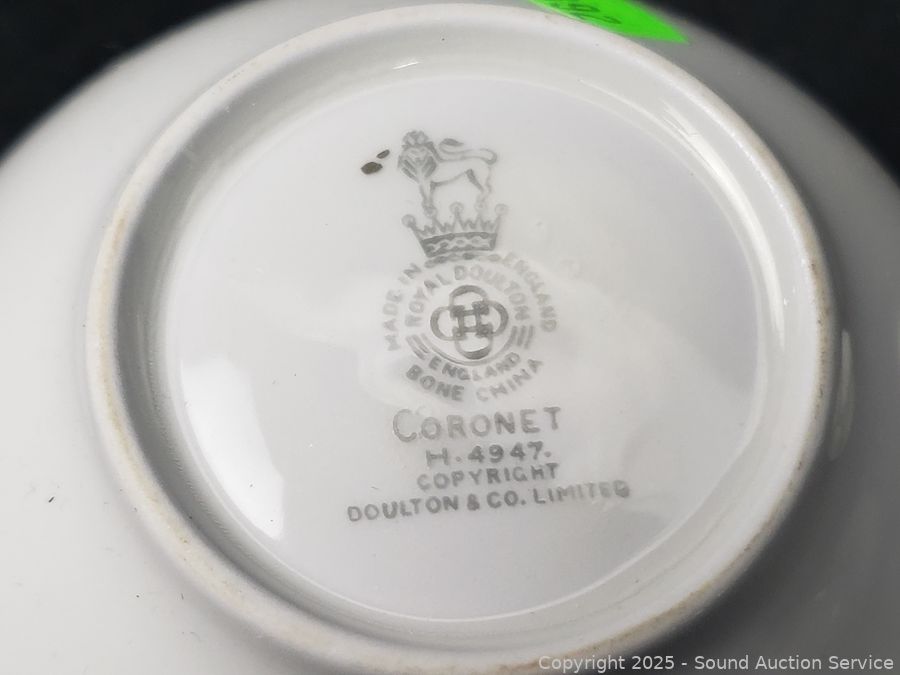 MADE IN ENGLAND
ROYAL DOULTON
ENGLAND
BONE CHINA
CORONET
H. 4947.
COPYRIGHT
DOULTON & CO. LIMITED
Copyright 2025 - Sound Auction Service